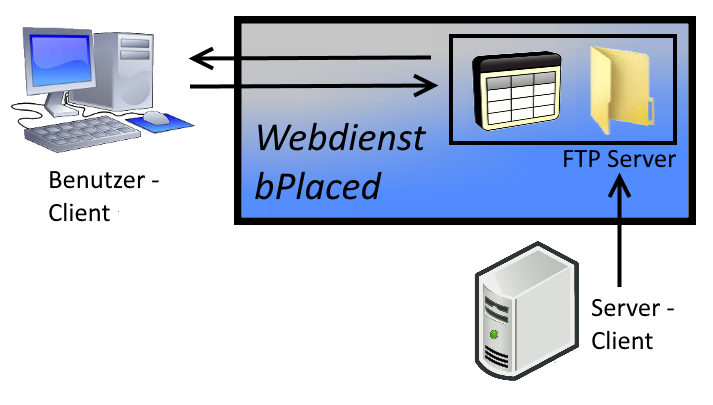 Webdienst
bPlaced
FTP Server
Benutzer -
Client
Server -
Client